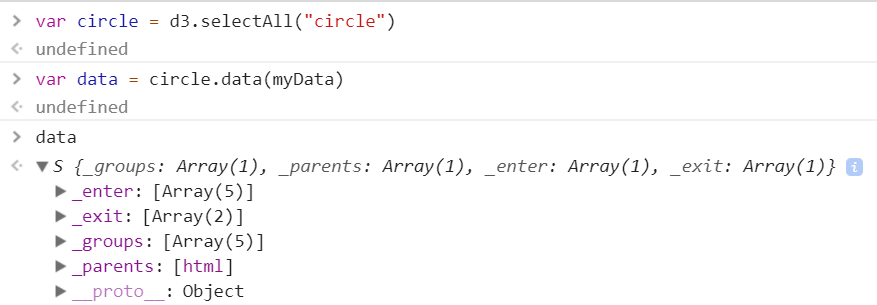 > var circle = d3.selectAll("circle")
undefined
> var data = circle.data(myData)
undefined
> data
▼ S {_groups: Array(1), _parents: Array(1), _enter: Array(1), _exit: Array(1)} i
▶ _enter: [Array(5)]
▶ _exit: [Array(2)]
▶ _groups: [Array(5)]
▶ _parents: [html]
▶ __proto__: Object